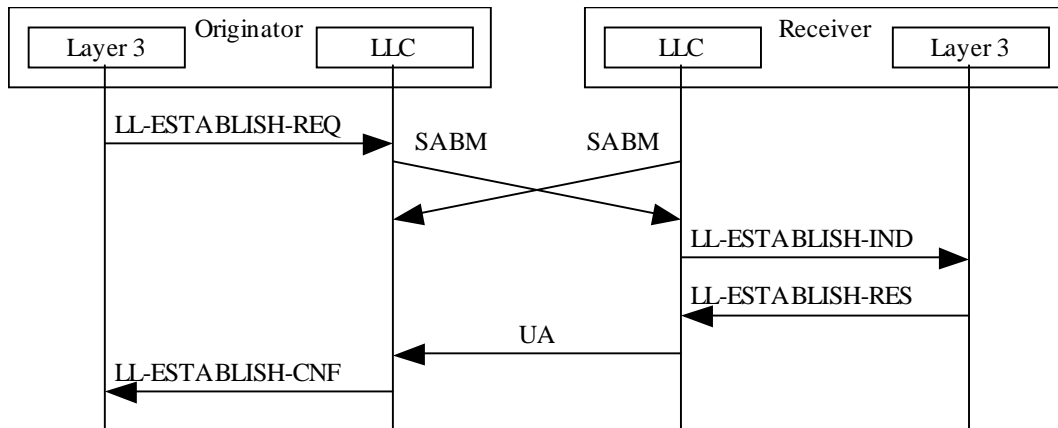 Originator
Receiver
Layer 3
LLC
LLC
Layer 3
LL-ESTABLISH-REQ
SABM
SABM
LL-ESTABLISH-IND
LL-ESTABLISH-RES
UA
LL-ESTABLISH-CNF